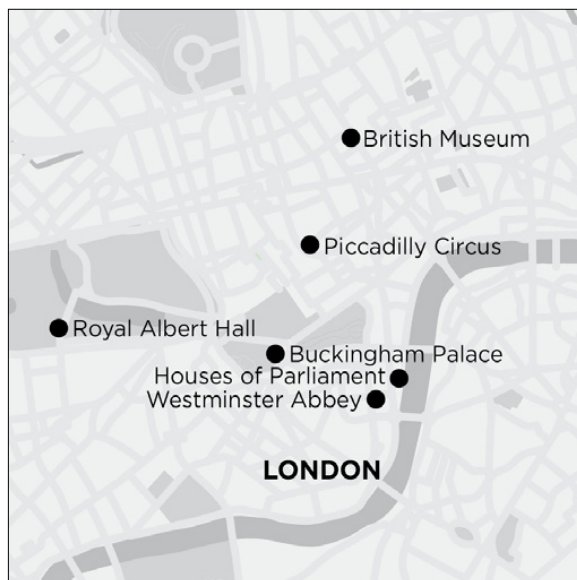 British Museum
Piccadilly Circus
Royal Albert Hall
Buckingham Palace
Houses of Parliament
Westminster Abbey
LONDON